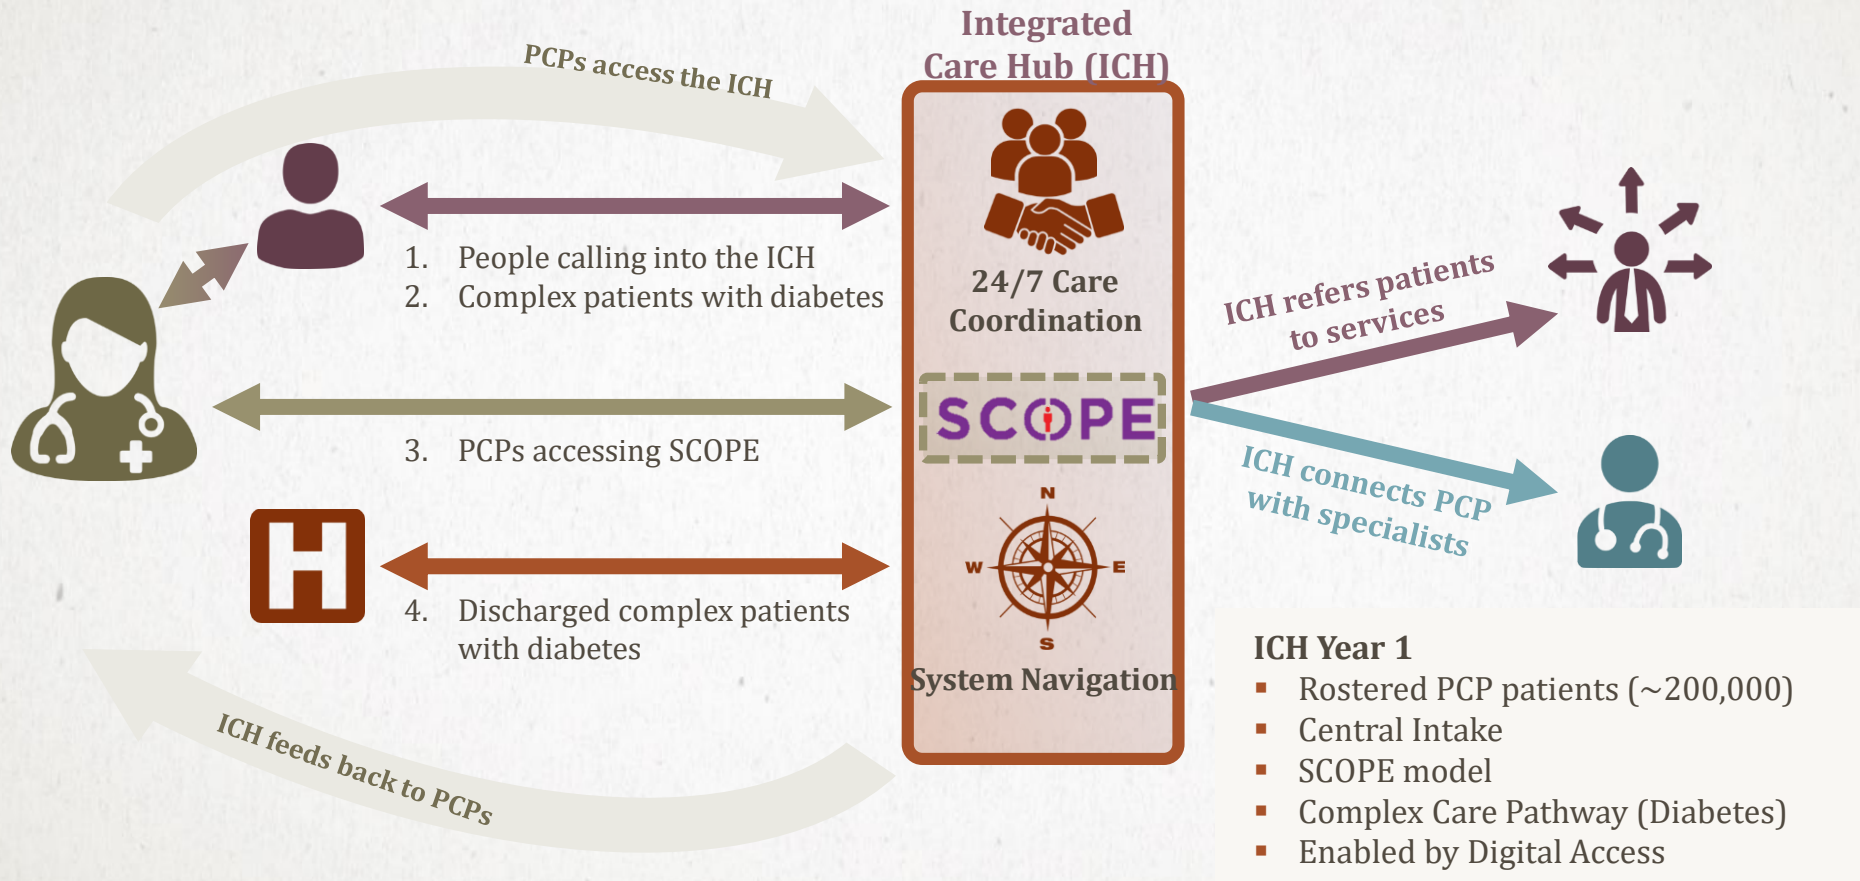 Integrated
Care Hub (ICH)
PCPs access the ICH
1. People calling into the ICH
2. Complex patients with diabetes
24/7 Care
Coordination
ICH refers patients
to services
SCOPE
3. PCPs accessing SCOPE
ICH connects PCP
with specialists
H
4. Discharged complex patients
with diabetes
N
W E
S
System Navigation
ICH feeds back to PCPs
ICH Year 1
▪ Rostered PCP patients (~200,000)
▪ Central Intake
▪ SCOPE model
▪ Complex Care Pathway (Diabetes)
▪ Enabled by Digital Access